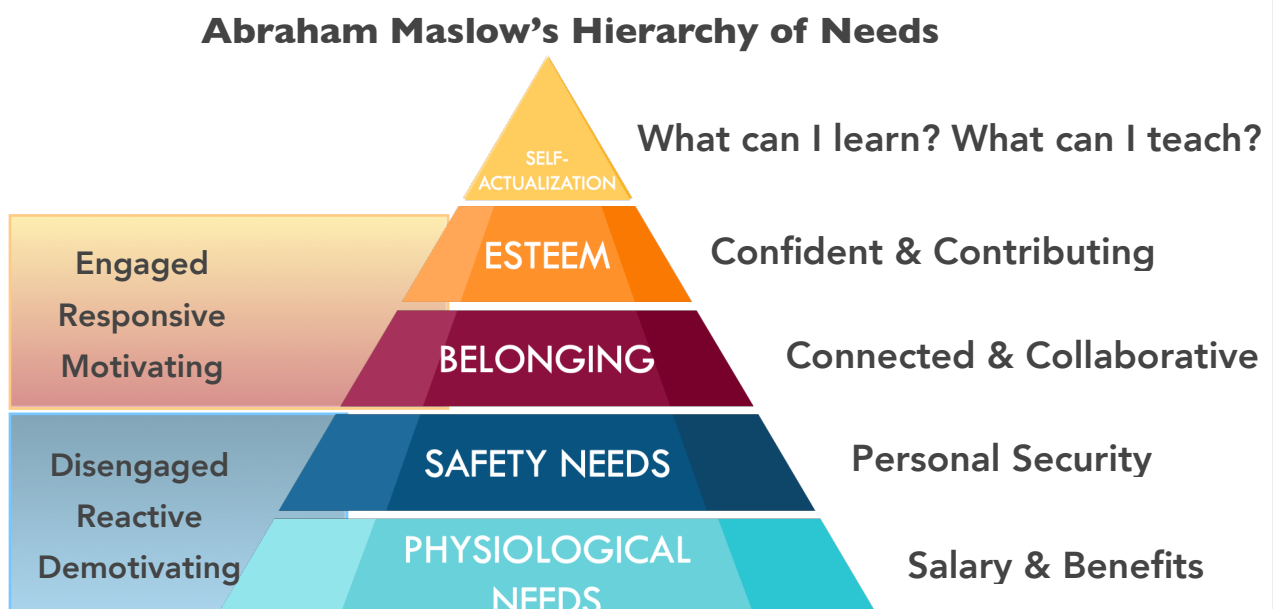 Abraham Maslow's Hierarchy of Needs
What can I learn? What can I teach?
SELF-
ACTUALIZATION
Engaged
Responsive
Motivating
ESTEEM
Confident & Contributing
BELONGING
Connected & Collaborative
Disengaged
Reactive
Demotivating
SAFETY NEEDS
Personal Security
PHYSIOLOGICAL
NEEDS
Salary & Benefits